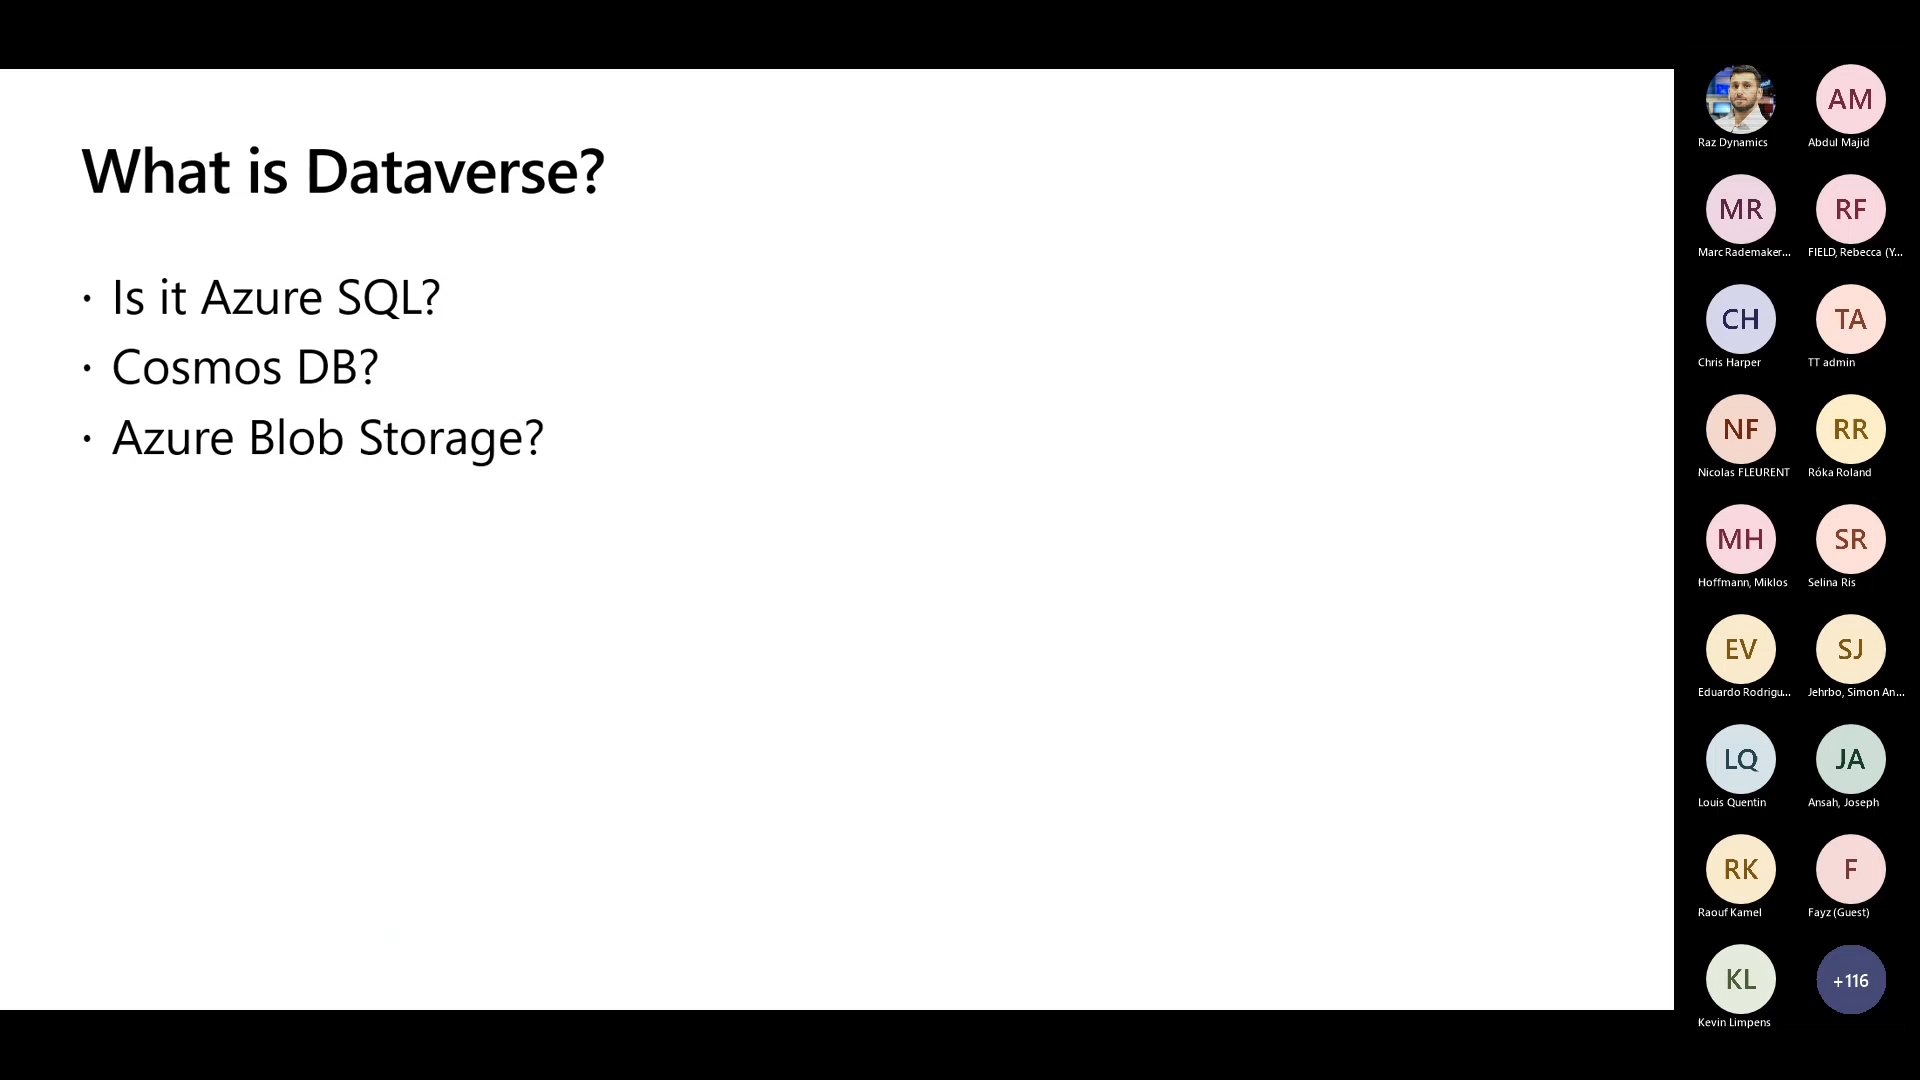 What is Dataverse?
· Is it Azure SQL?
· Cosmos DB?
· Azure Blob Storage?
Raz Dynamics
AM
Abdul Majid
MR
Marc Rademaker...
RF
FIELD, Rebecca (Y...
CH
Chris Harper
TA
TT admin
NF
Nicolas FLEURENT
RR
Róka Roland
MH
Hoffmann, Miklos
SR
Selina Ris
EV
Eduardo Rodrigu...
SJ
Jehrbo, Simon An...
LQ
Louis Quentin
JA
Ansah, Joseph
RK
Raouf Kamel
F
Fayz (Guest)
KL
Kevin Limpens
+116